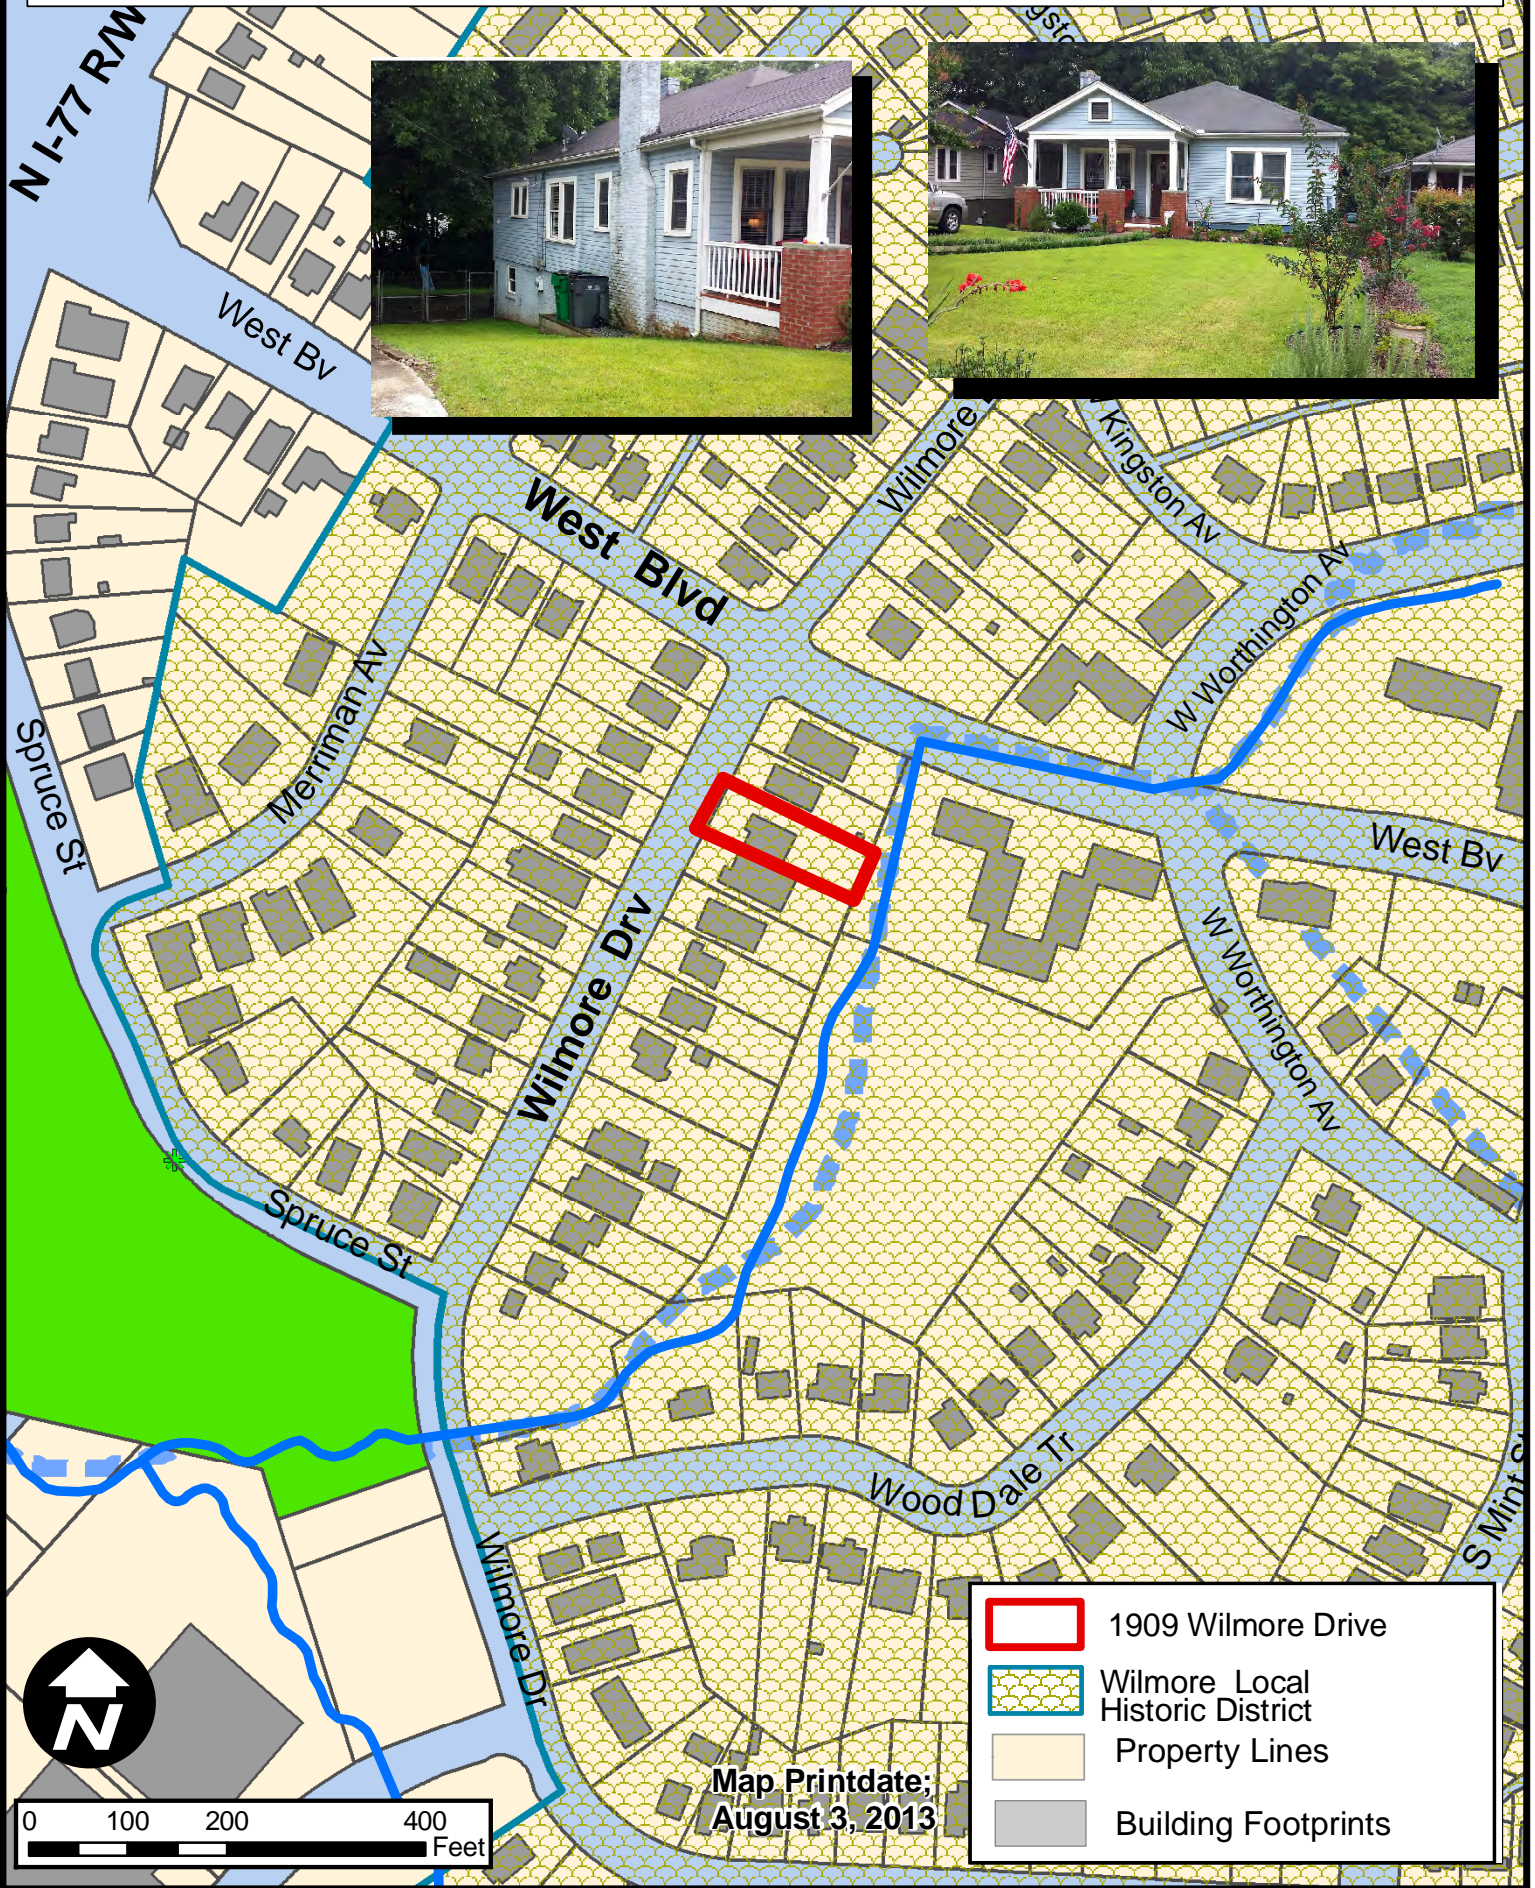 N I-77 R/W
West Bv
Wilmore
W Kingston Av
West Blvd
W Worthington Av
Merriman Av
Spruce St
West Bv
Wilmore Drv
W Worthington Av
Spruce St
Wood Dale Tr
S Mint St
Wilmore Dr
1909 Wilmore Drive
Wilmore Local
Historic District
Property Lines
Building Footprints
N
Map Printdate;
August 3, 2013
0 100 200 400
Feet